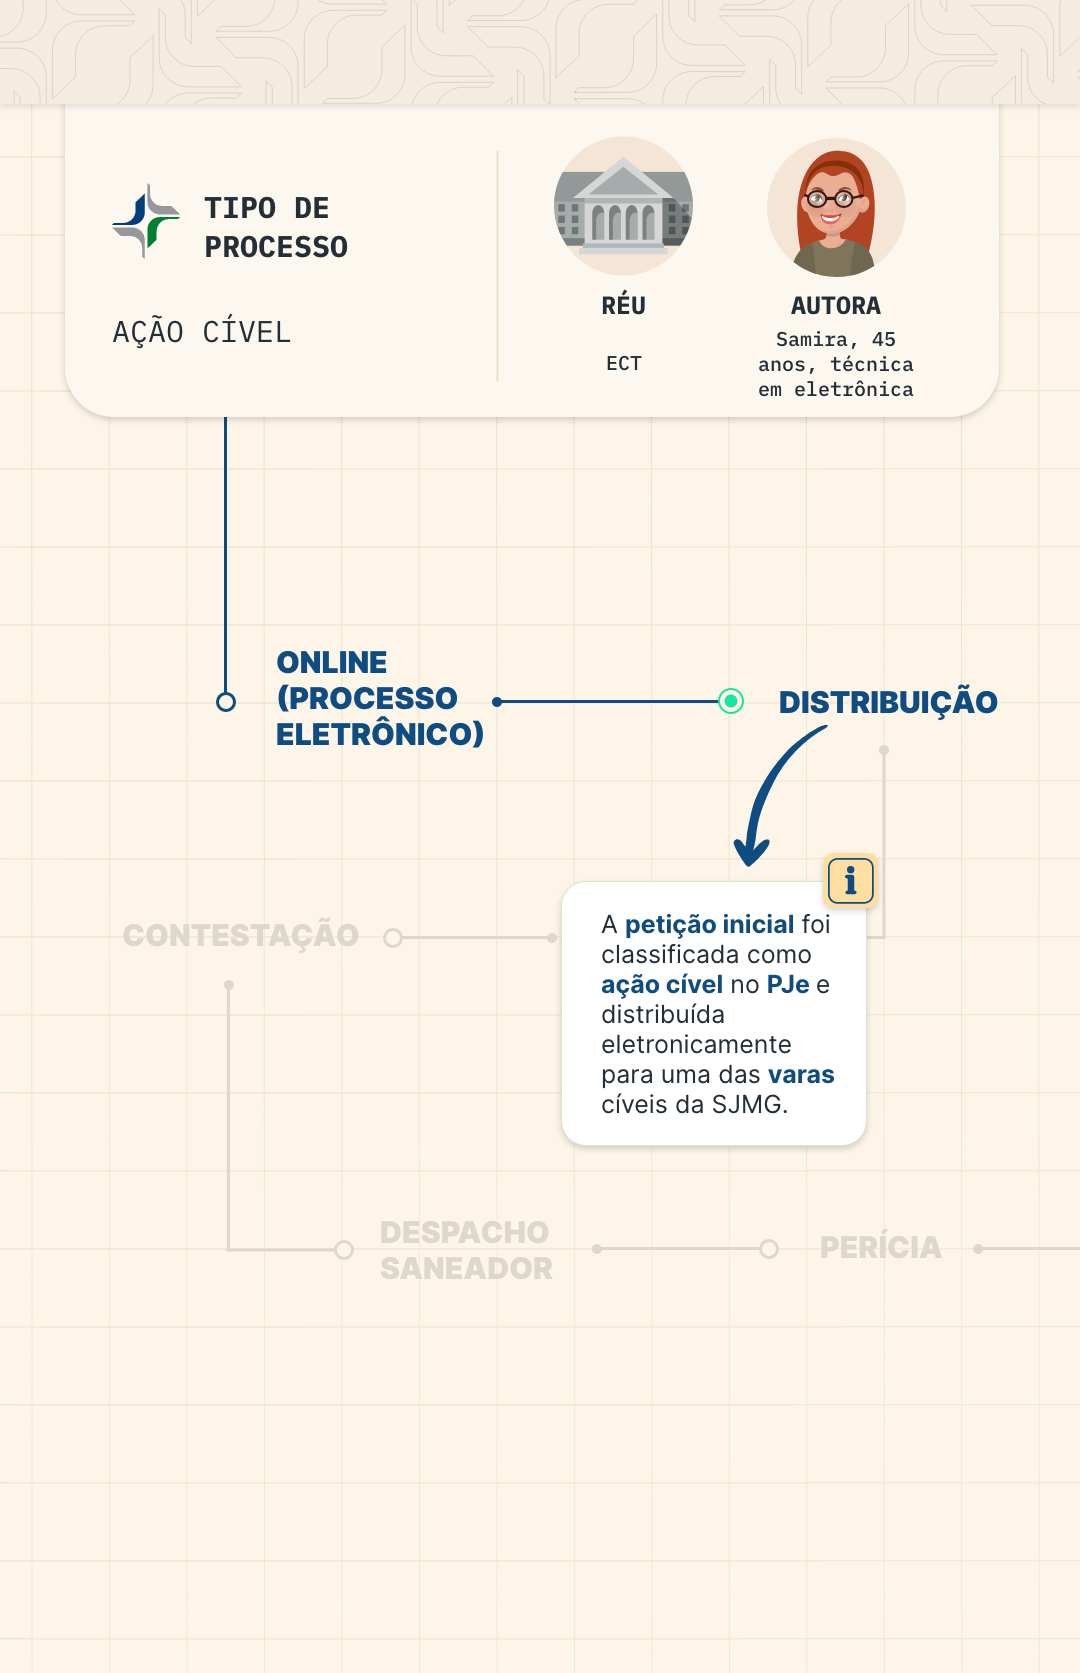 TIPO DE
PROCESSO
AÇÃO CÍVEL
RÉU
ECT
AUTORA
Samira, 45
anos, técnica
em eletrônica
ONLINE
(PROCESSO
ELETRÔNICO)
DISTRIBUIÇÃO
i
A petição inicial foi
classificada como
ação cível no PJe e
distribuída
eletronicamente
para uma das varas
cíveis da SJMG.
CONTESTAÇÃO
DESPACHO
SANEADOR
PERÍCIA